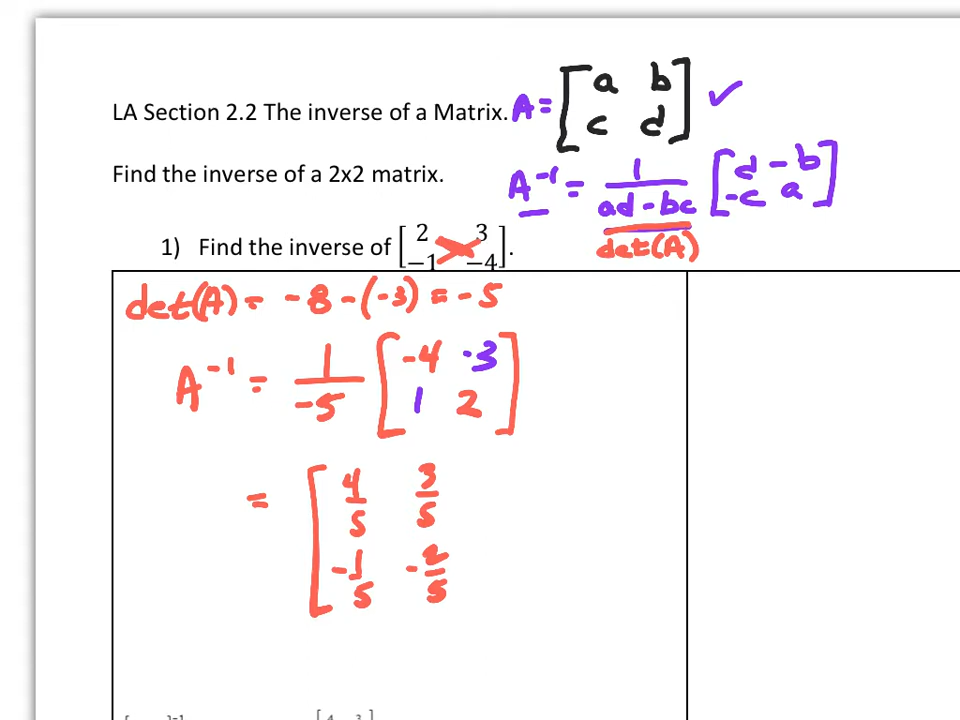 LA Section 2.2 The inverse of a Matrix. A = [a b; c d] ✓
Find the inverse of a 2x2 matrix. A⁻¹ = 1/(ad - bc) [d -b; -c a]
det(A)
1) Find the inverse of [2 3; −1 −4].
det(A) = -8 - (-3) = -5
A⁻¹ = 1/-5 [-4 -3; 1 2]
= [4/5 3/5; -1/5 -2/5]